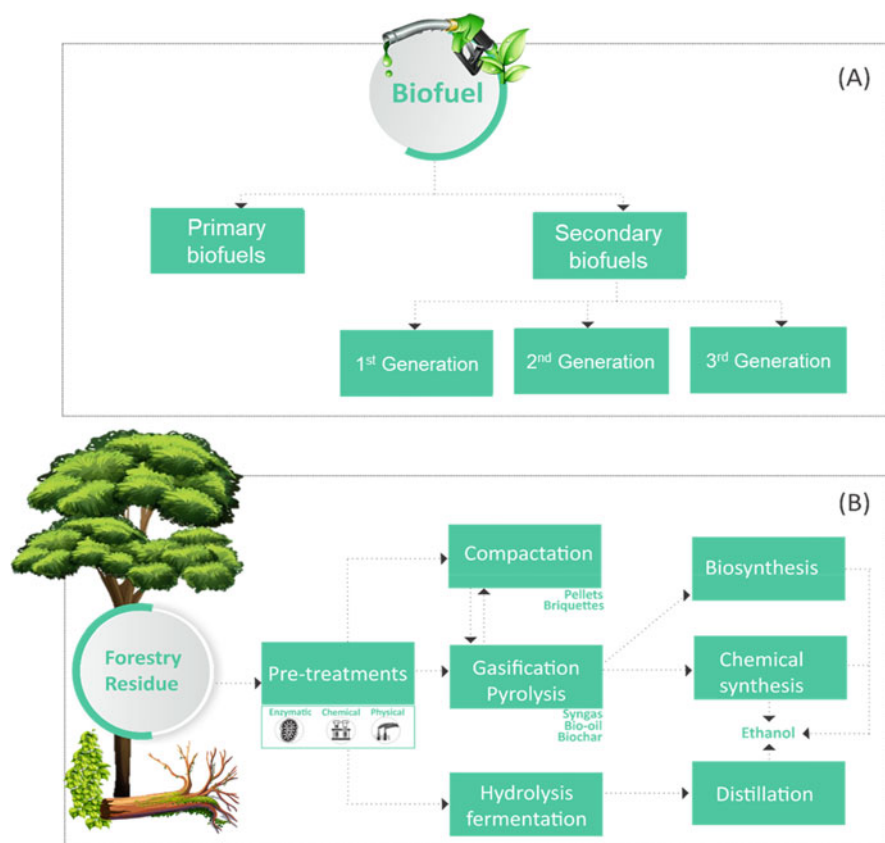 Biofuel
(A)
Primary
biofuels
Secondary
biofuels
1st Generation
2nd Generation
3rd Generation
(B)
Forestry
Residue
Pre-treatments
Enzymatic
Chemical
Physical
Compactation
Pellets
Briquettes
Gasification
Pyrolysis
Syngas
Bio-oil
Biochar
Hydrolysis
fermentation
Biosynthesis
Chemical
synthesis
Ethanol
Distillation